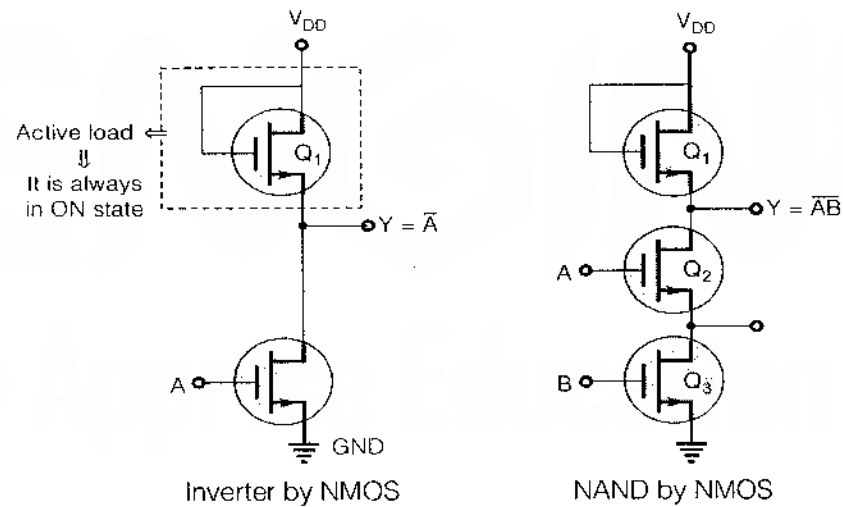 V_DD
Active load ⇐
⇓
It is always
in ON state
Q₁
Y = A̅
A
GND
Inverter by NMOS
V_DD
Q₁
Y = A̅B̅
A
Q₂
B
Q₃
NAND by NMOS